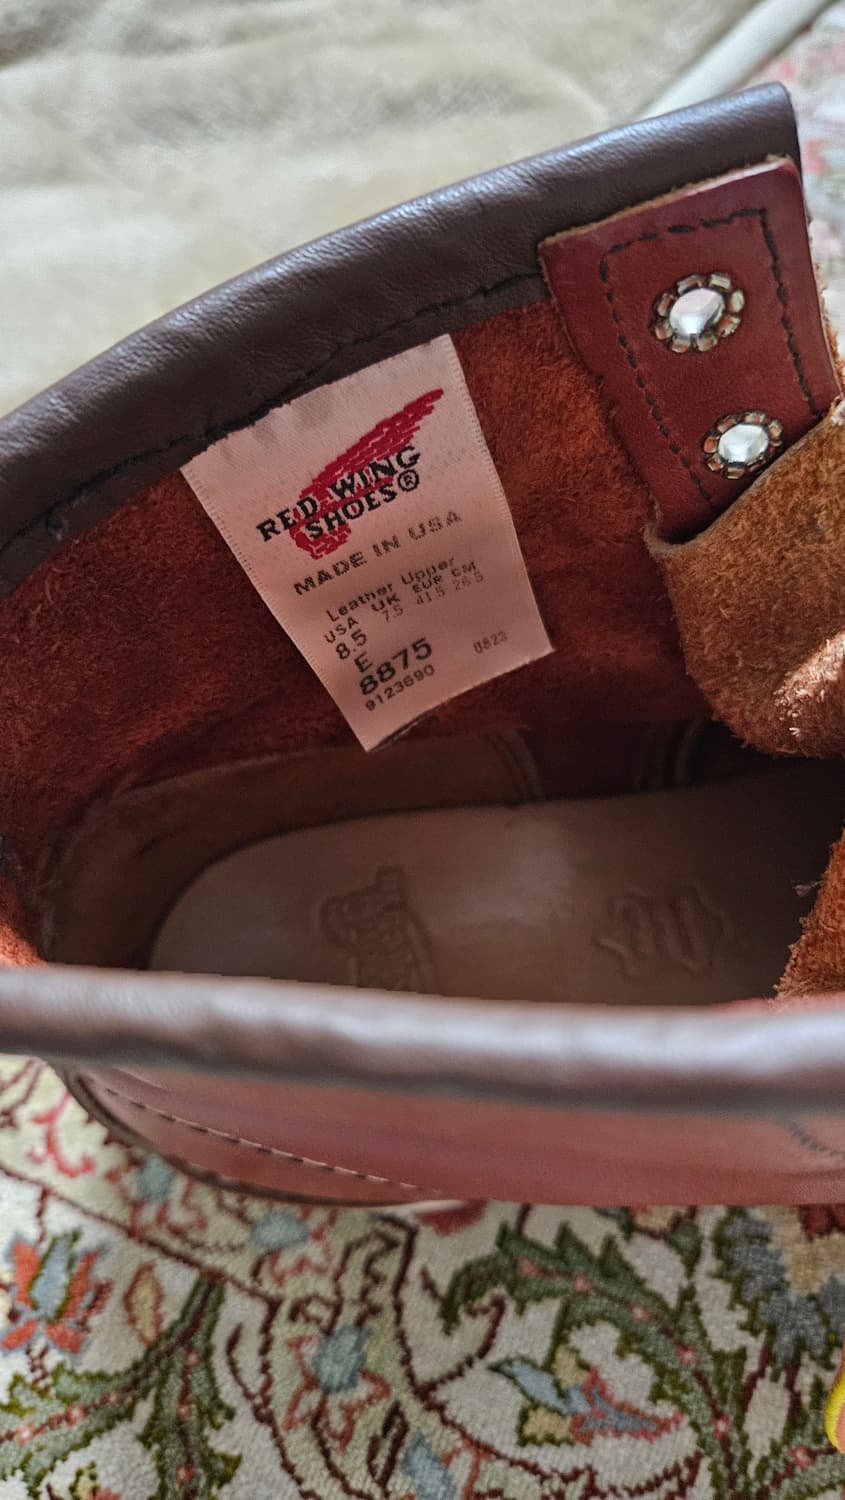 RED WING
SHOES®
MADE IN USA
Leather Upper
USA UK EUR CM
8.5 7.5 41.5 26.5
E
8875
9123690 0823